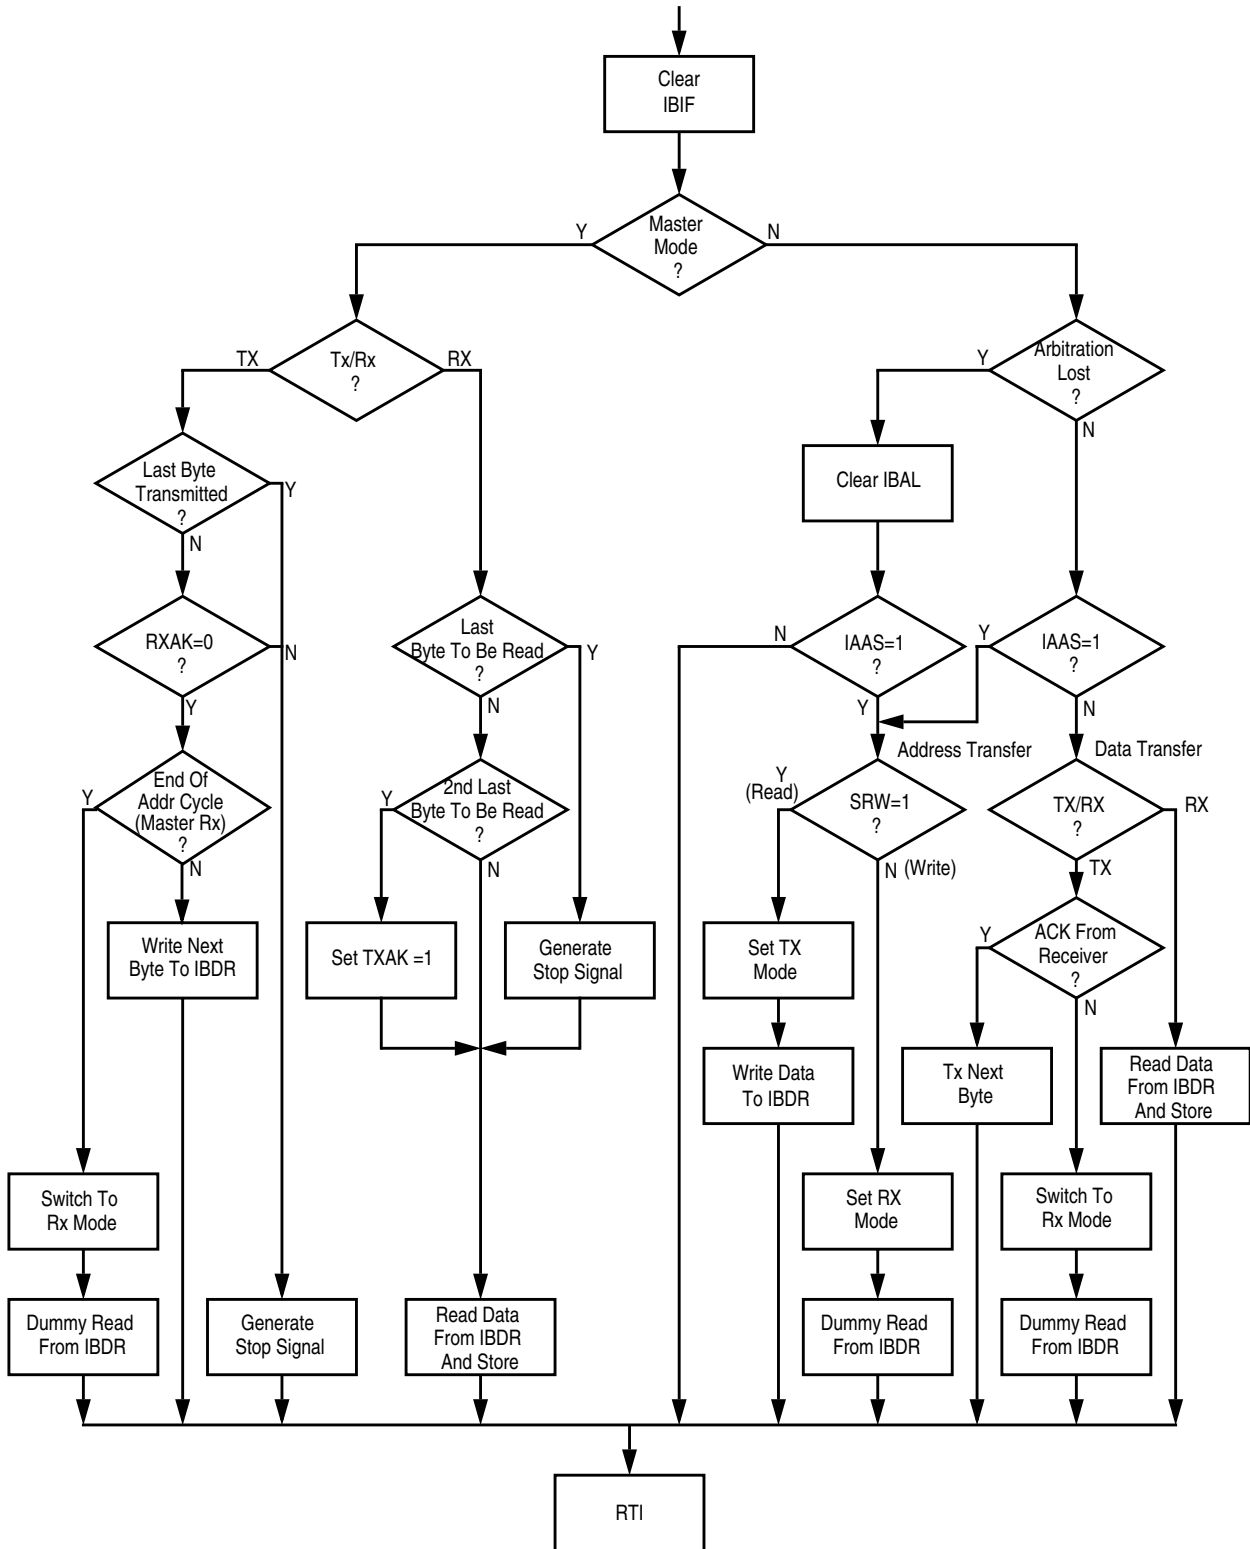 Clear
IBIF
Master
Mode
?
Y
N
Tx/Rx
?
TX
RX
Arbitration
Lost
?
Y
N
Last Byte
Transmitted
?
Y
N
Clear IBAL
RXAK=0
?
N
Y
Last
Byte To Be Read
?
Y
N
IAAS=1
?
N
Y
IAAS=1
?
Y
N
Address Transfer
Data Transfer
End Of
Addr Cycle
(Master Rx)
?
Y
N
2nd Last
Byte To Be Read
?
Y
N
Y
(Read)
SRW=1
?
N (Write)
TX/RX
?
RX
TX
Write Next
Byte To IBDR
Set TXAK =1
Generate
Stop Signal
Set TX
Mode
ACK From
Receiver
?
Y
N
Write Data
To IBDR
Tx Next
Byte
Read Data
From IBDR
And Store
Switch To
Rx Mode
Set RX
Mode
Switch To
Rx Mode
Dummy Read
From IBDR
Generate
Stop Signal
Read Data
From IBDR
And Store
Dummy Read
From IBDR
Dummy Read
From IBDR
RTI